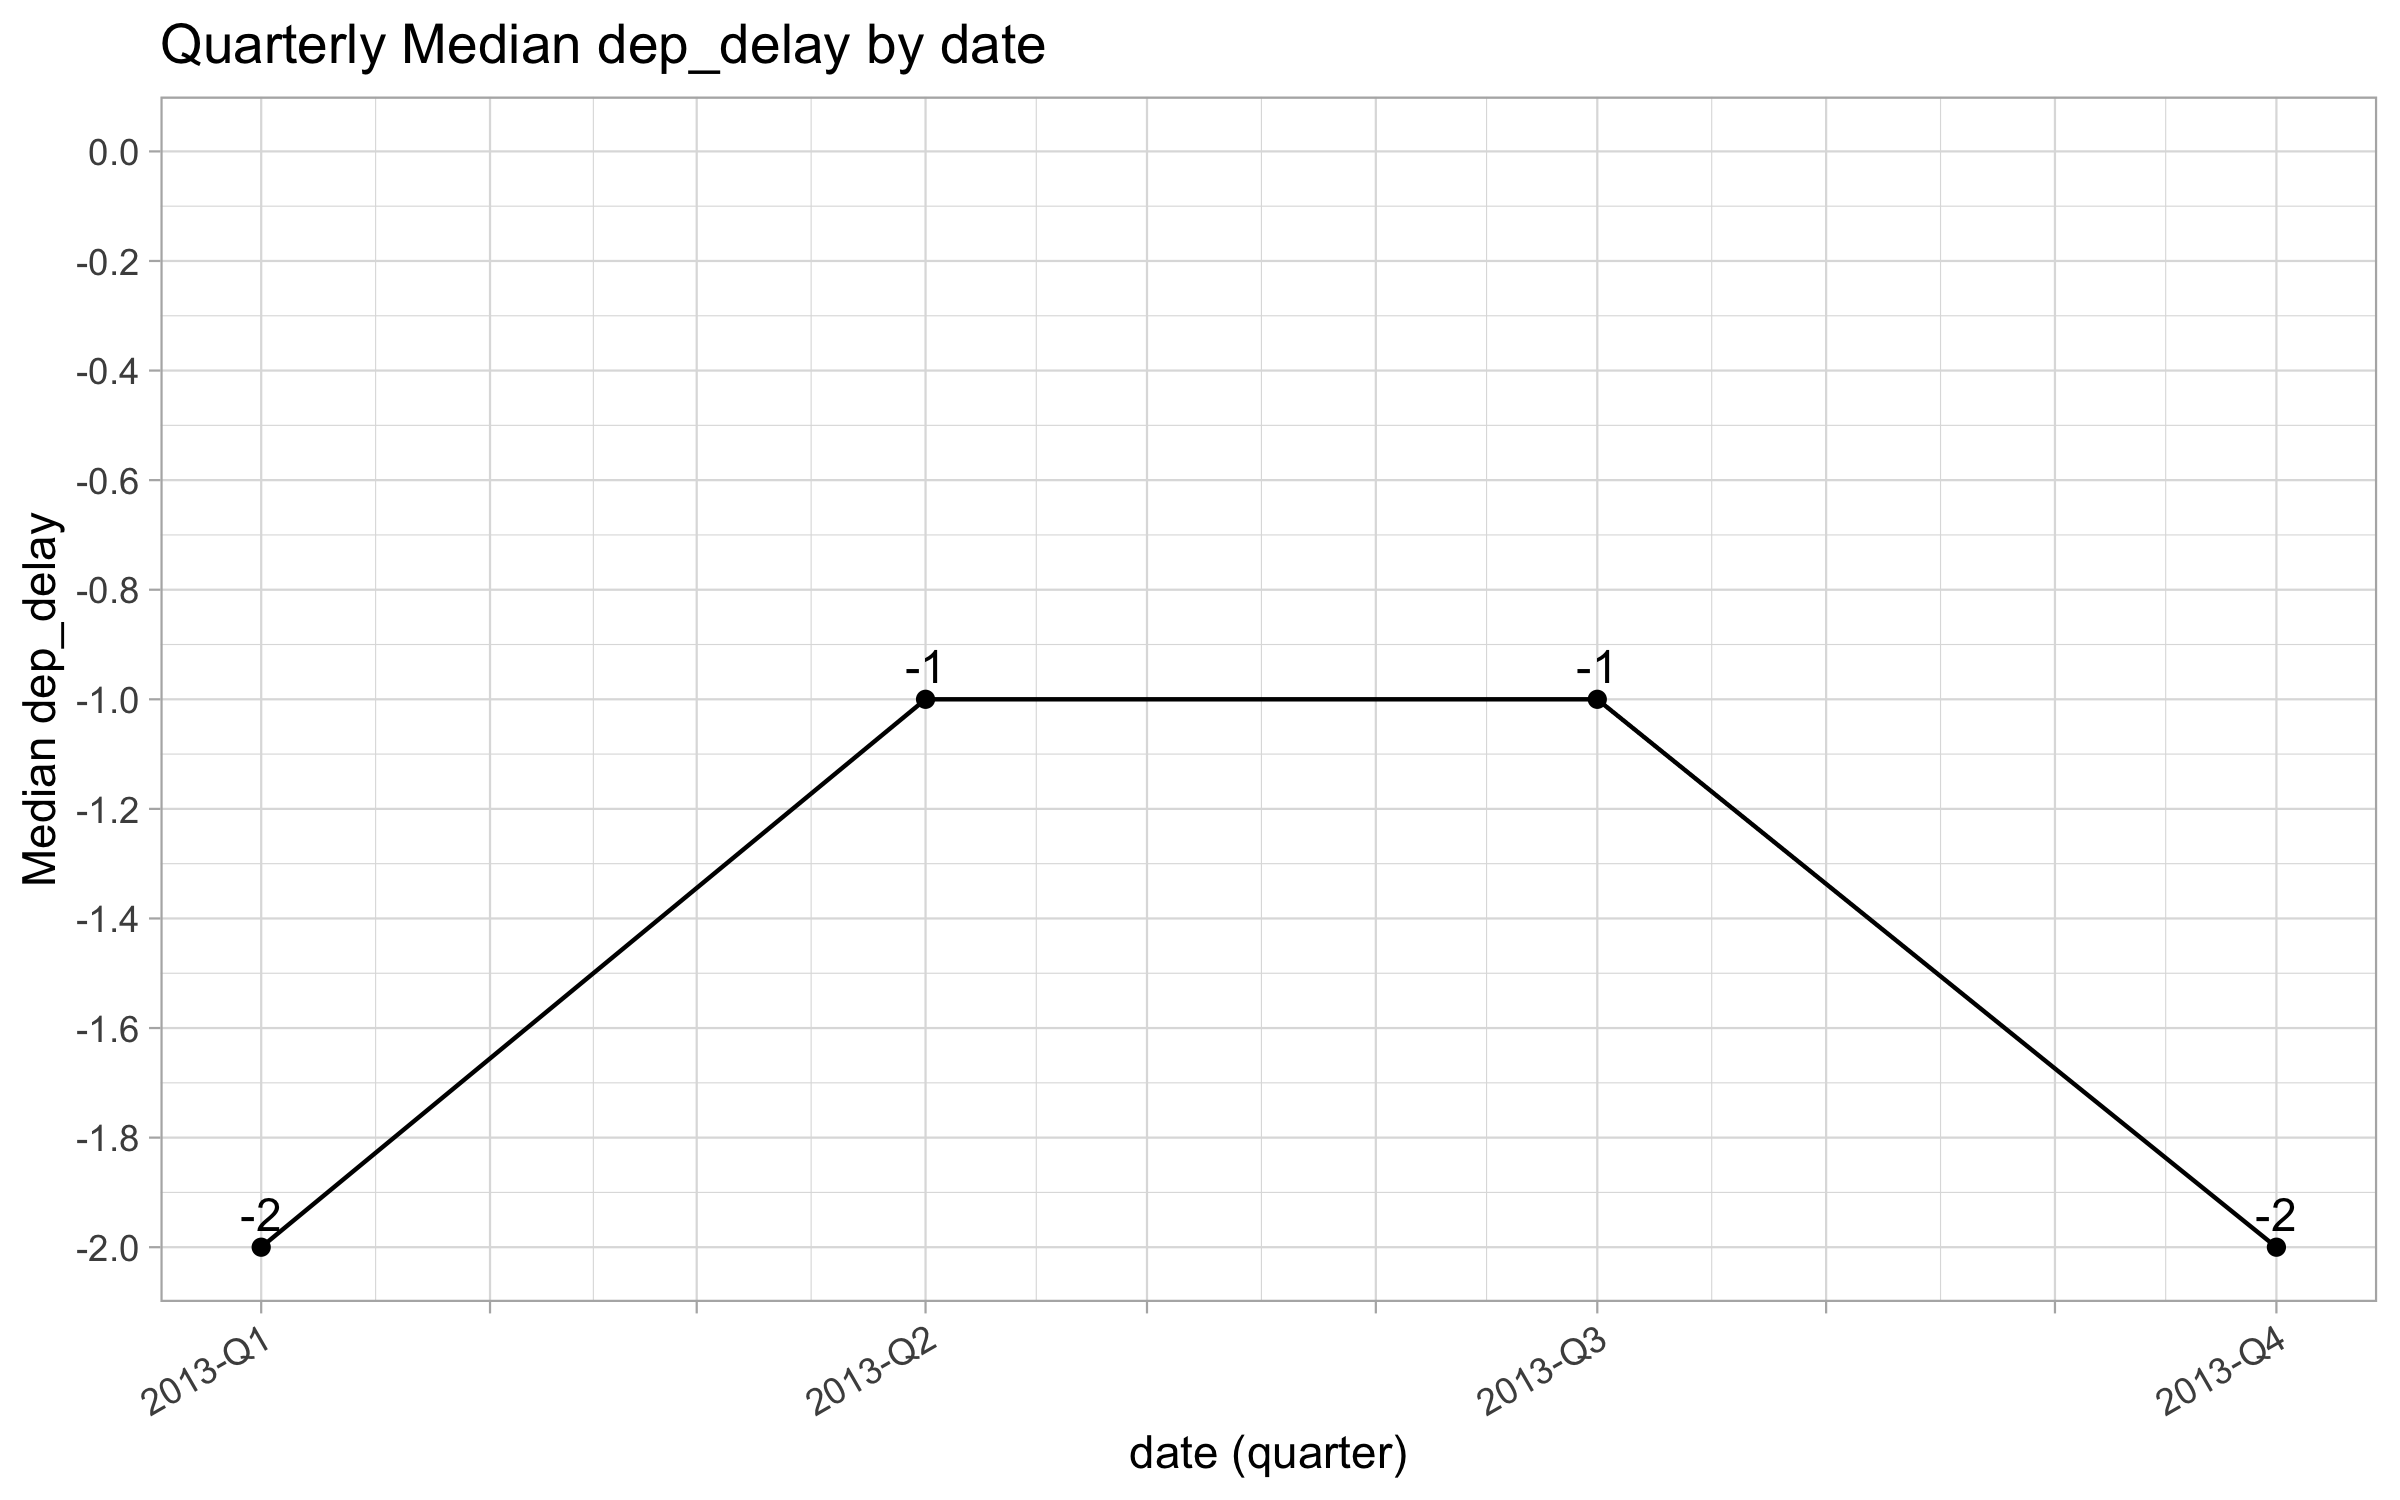 Quarterly Median dep_delay by date
Median dep_delay
0.0
-0.2
-0.4
-0.6
-0.8
-1.0
-1.2
-1.4
-1.6
-1.8
-2.0
-2
-1
-1
-2
2013-Q1
2013-Q2
2013-Q3
2013-Q4
date (quarter)